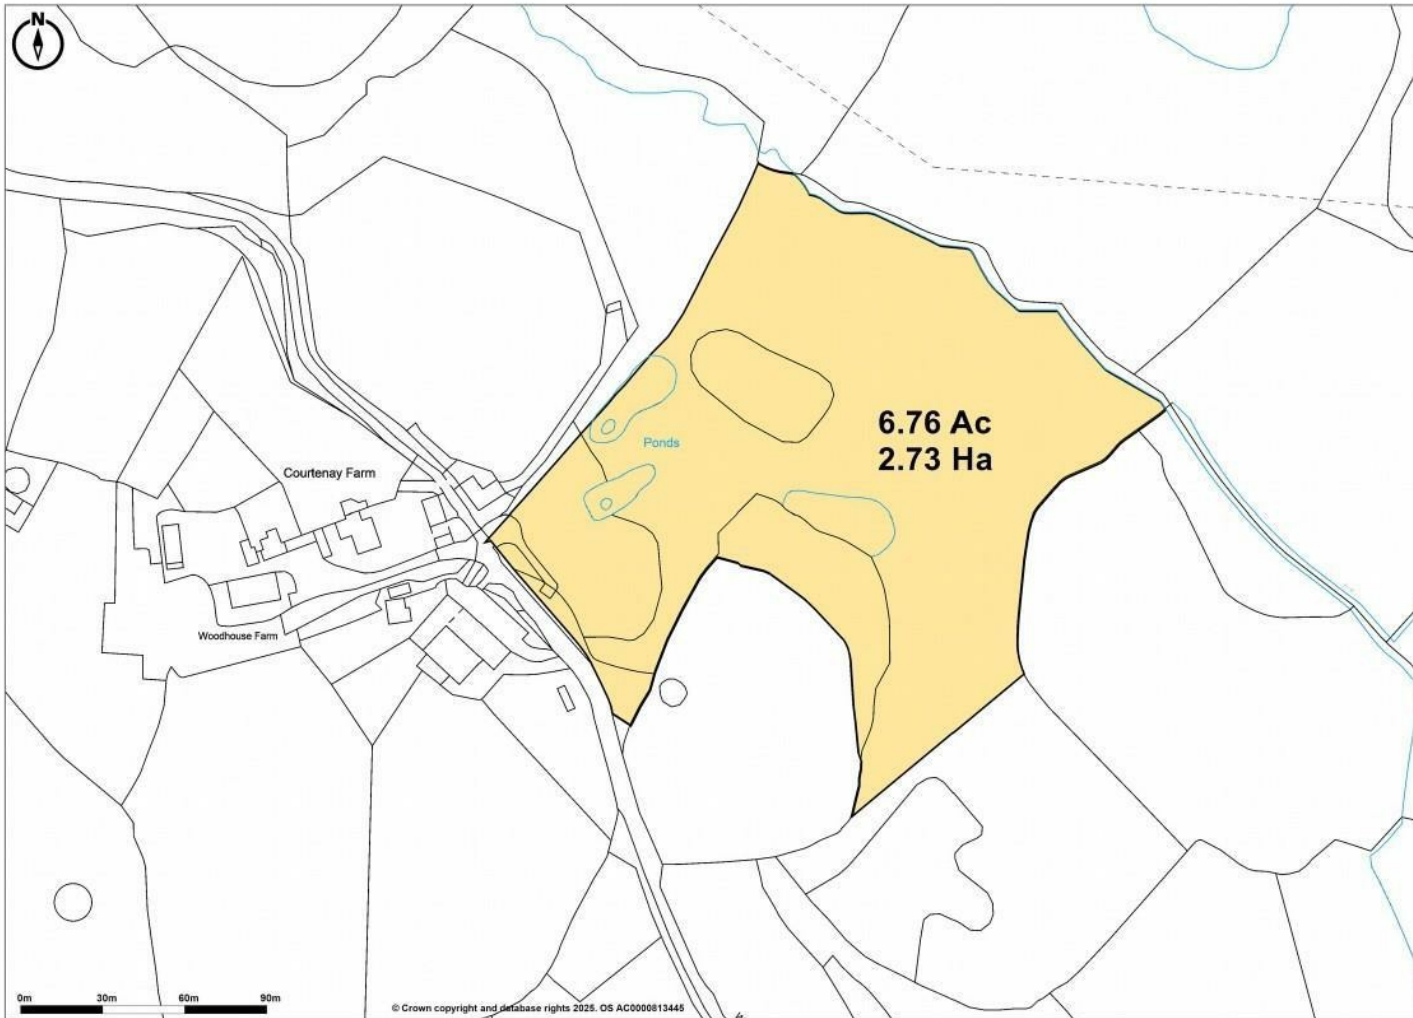 N
6.76 Ac
2.73 Ha
Ponds
Courtenay Farm
Woodhouse Farm
0m 30m 60m 90m
© Crown copyright and database rights 2025. OS AC0000813445